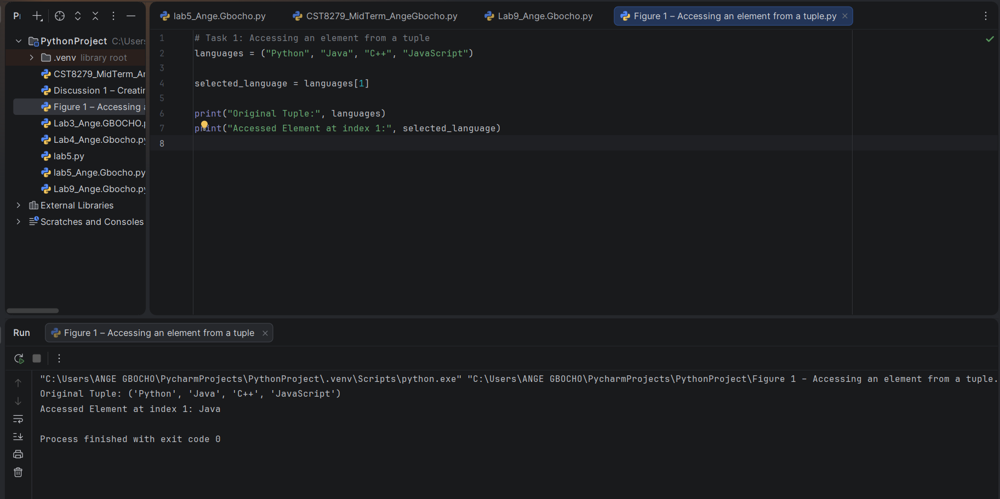 lab5_Ange.Gbocho.py
CST8279_MidTerm_AngeGbocho.py
Lab9_Ange.Gbocho.py
Figure 1 – Accessing an element from a tuple.py
PythonProject C:\Users
.venv library root
CST8279_MidTerm_An
Discussion 1 – Creatin
Figure 1 – Accessing a
Lab3_Ange.GBOCHO.p
Lab4_Ange.Gbocho.py
lab5.py
lab5_Ange.Gbocho.py
Lab9_Ange.Gbocho.py
External Libraries
Scratches and Consoles
1 # Task 1: Accessing an element from a tuple
2 languages = ("Python", "Java", "C++", "JavaScript")
3
4 selected_language = languages[1]
5
6 print("Original Tuple:", languages)
7 print("Accessed Element at index 1:", selected_language)
8
Run
Figure 1 – Accessing an element from a tuple
"C:\Users\ANGE GBOCHO\PycharmProjects\PythonProject\.venv\Scripts\python.exe" "C:\Users\ANGE GBOCHO\PycharmProjects\PythonProject\Figure 1 – Accessing an element from a tuple.
Original Tuple: ('Python', 'Java', 'C++', 'JavaScript')
Accessed Element at index 1: Java
Process finished with exit code 0